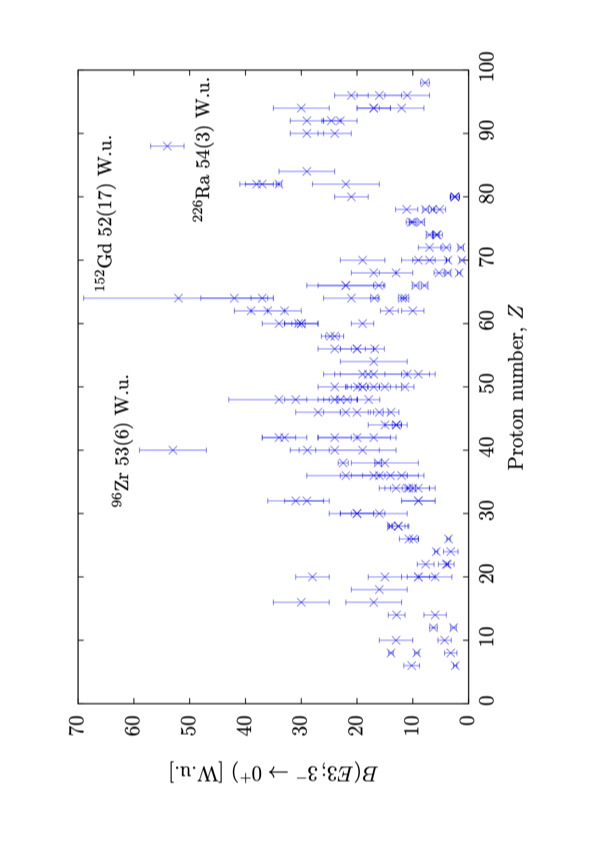 70
60
50
40
30
20
10
0
B(E3;3⁻ → 0⁺) [W.u.]
0 10 20 30 40 50 60 70 80 90 100
Proton number, Z
⁹⁶Zr 53(6) W.u.
¹⁵²Gd 52(17) W.u.
²²⁶Ra 54(3) W.u.